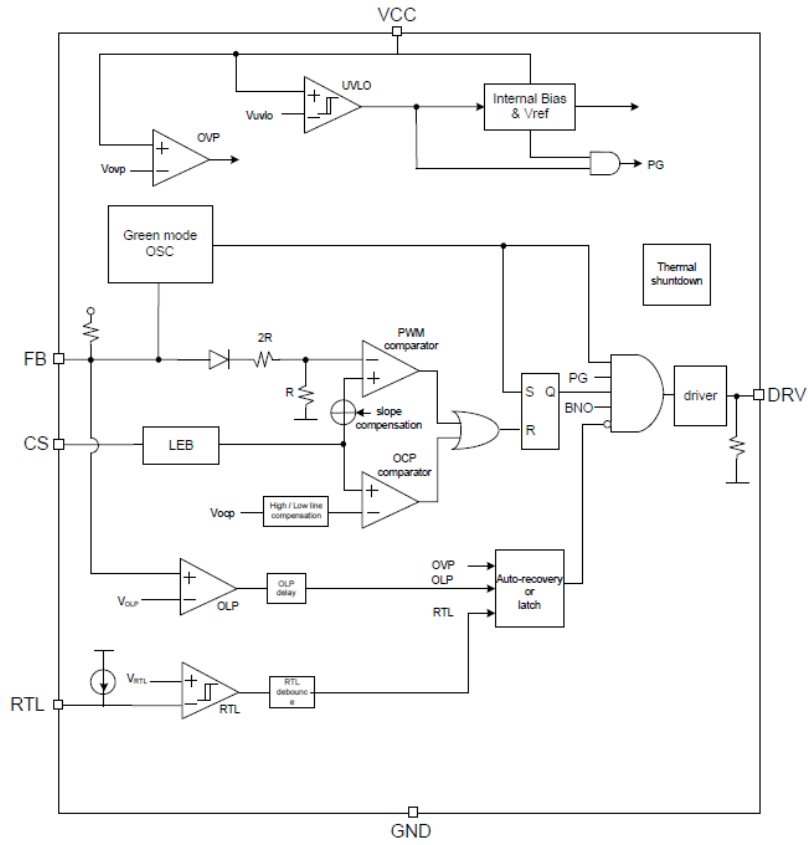 VCC
UVLO
+
−
Vuvlo
Internal Bias
& Vref
OVP
+
−
Vovp
PG
Green mode
OSC
Thermal
shuntdown
FB
2R
R
PWM
comparator
−
+
slope
compensation
S
Q
R
PG
BNO
driver
DRV
CS
LEB
OCP
comparator
+
−
Vocp
High / Low line
compensation
OVP
OLP
RTL
Auto-recovery
or
latch
+
−
VOLP
OLP
OLP
delay
RTL
VRTL
+
−
RTL
RTL
debounc
e
GND